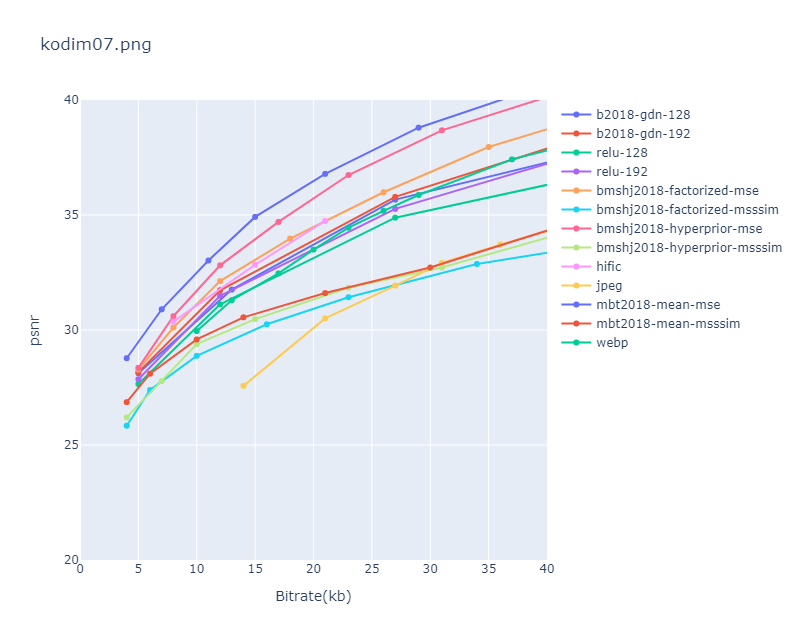 kodim07.png
40
35
30
25
20
psnr
0 5 10 15 20 25 30 35 40
Bitrate(kb)
b2018-gdn-128
b2018-gdn-192
relu-128
relu-192
bmshj2018-factorized-mse
bmshj2018-factorized-msssim
bmshj2018-hyperprior-mse
bmshj2018-hyperprior-msssim
hific
jpeg
mbt2018-mean-mse
mbt2018-mean-msssim
webp